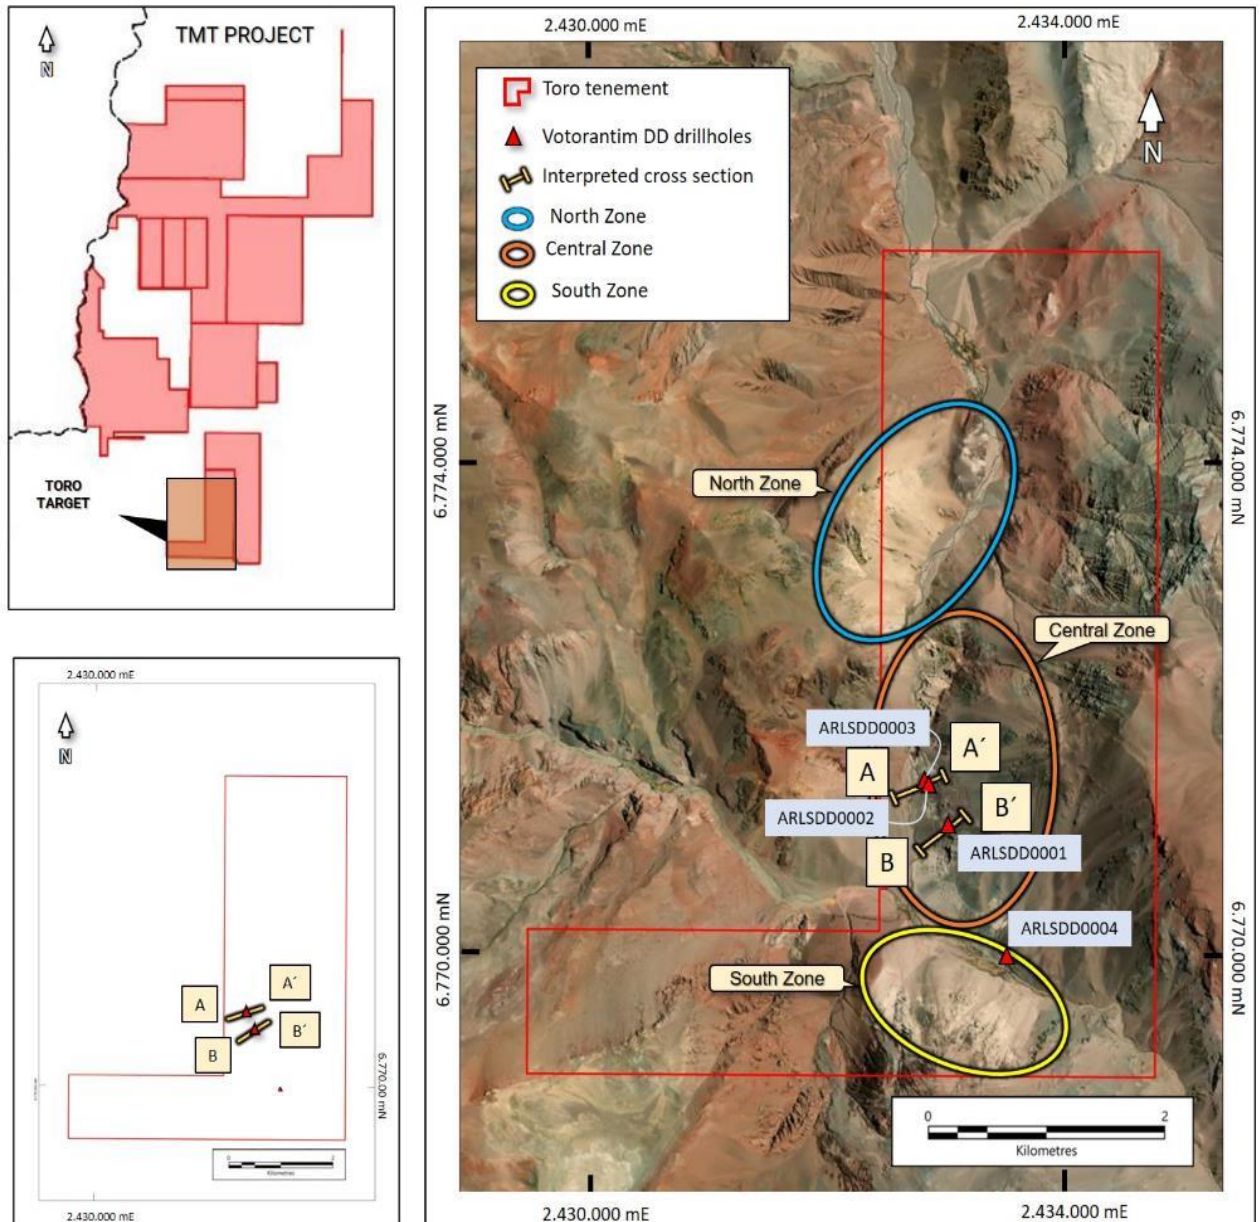 TMT PROJECT
N
TORO
TARGET
2.430.000 mE
N
A
A´
B
B´
6.770.00 mN
0
2
Kilometres
2.430.000 mE
2.430.000 mE
2.434.000 mE
Toro tenement
Votorantim DD drillholes
Interpreted cross section
North Zone
Central Zone
South Zone
N
6.774.000 mN
6.774.000 mN
North Zone
Central Zone
ARLSDD0003
A
A´
ARLSDD0002
B´
B
ARLSDD0001
ARLSDD0004
6.770.000 mN
6.770.000 mN
South Zone
0
2
Kilometres
2.430.000 mE
2.434.000 mE